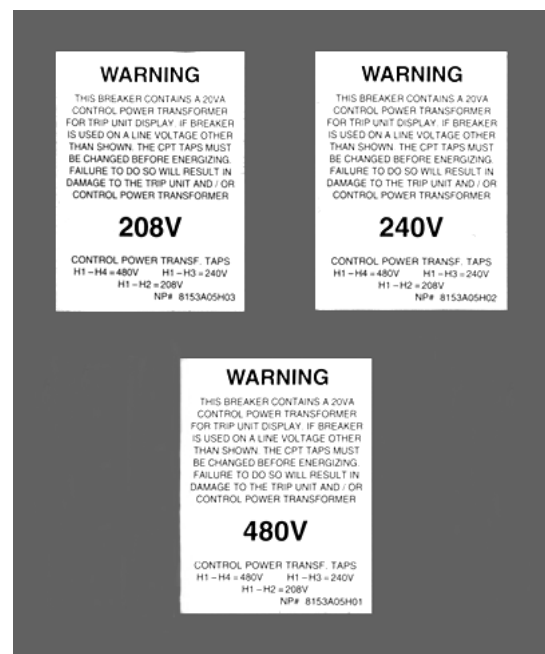 WARNING
THIS BREAKER CONTAINS A 20VA
CONTROL POWER TRANSFORMER
FOR TRIP UNIT DISPLAY. IF BREAKER
IS USED ON A LINE VOLTAGE OTHER
THAN SHOWN. THE CPT TAPS MUST
BE CHANGED BEFORE ENERGIZING.
FAILURE TO DO SO WILL RESULT IN
DAMAGE TO THE TRIP UNIT AND / OR
CONTROL POWER TRANSFORMER
208V
CONTROL POWER TRANSF. TAPS
H1-H4=480V H1-H3=240V
H1-H2=208V
NP# 8153A05H03
WARNING
THIS BREAKER CONTAINS A 20VA
CONTROL POWER TRANSFORMER
FOR TRIP UNIT DISPLAY. IF BREAKER
IS USED ON A LINE VOLTAGE OTHER
THAN SHOWN. THE CPT TAPS MUST
BE CHANGED BEFORE ENERGIZING.
FAILURE TO DO SO WILL RESULT IN
DAMAGE TO THE TRIP UNIT AND / OR
CONTROL POWER TRANSFORMER
240V
CONTROL POWER TRANSF. TAPS
H1-H4=480V H1-H3=240V
H1-H2=208V
NP# 8153A05H02
WARNING
THIS BREAKER CONTAINS A 20VA
CONTROL POWER TRANSFORMER
FOR TRIP UNIT DISPLAY. IF BREAKER
IS USED ON A LINE VOLTAGE OTHER
THAN SHOWN. THE CPT TAPS MUST
BE CHANGED BEFORE ENERGIZING.
FAILURE TO DO SO WILL RESULT IN
DAMAGE TO THE TRIP UNIT AND / OR
CONTROL POWER TRANSFORMER
480V
CONTROL POWER TRANSF. TAPS
H1-H4=480V H1-H3=240V
H1-H2=208V
NP# 8153A05H01